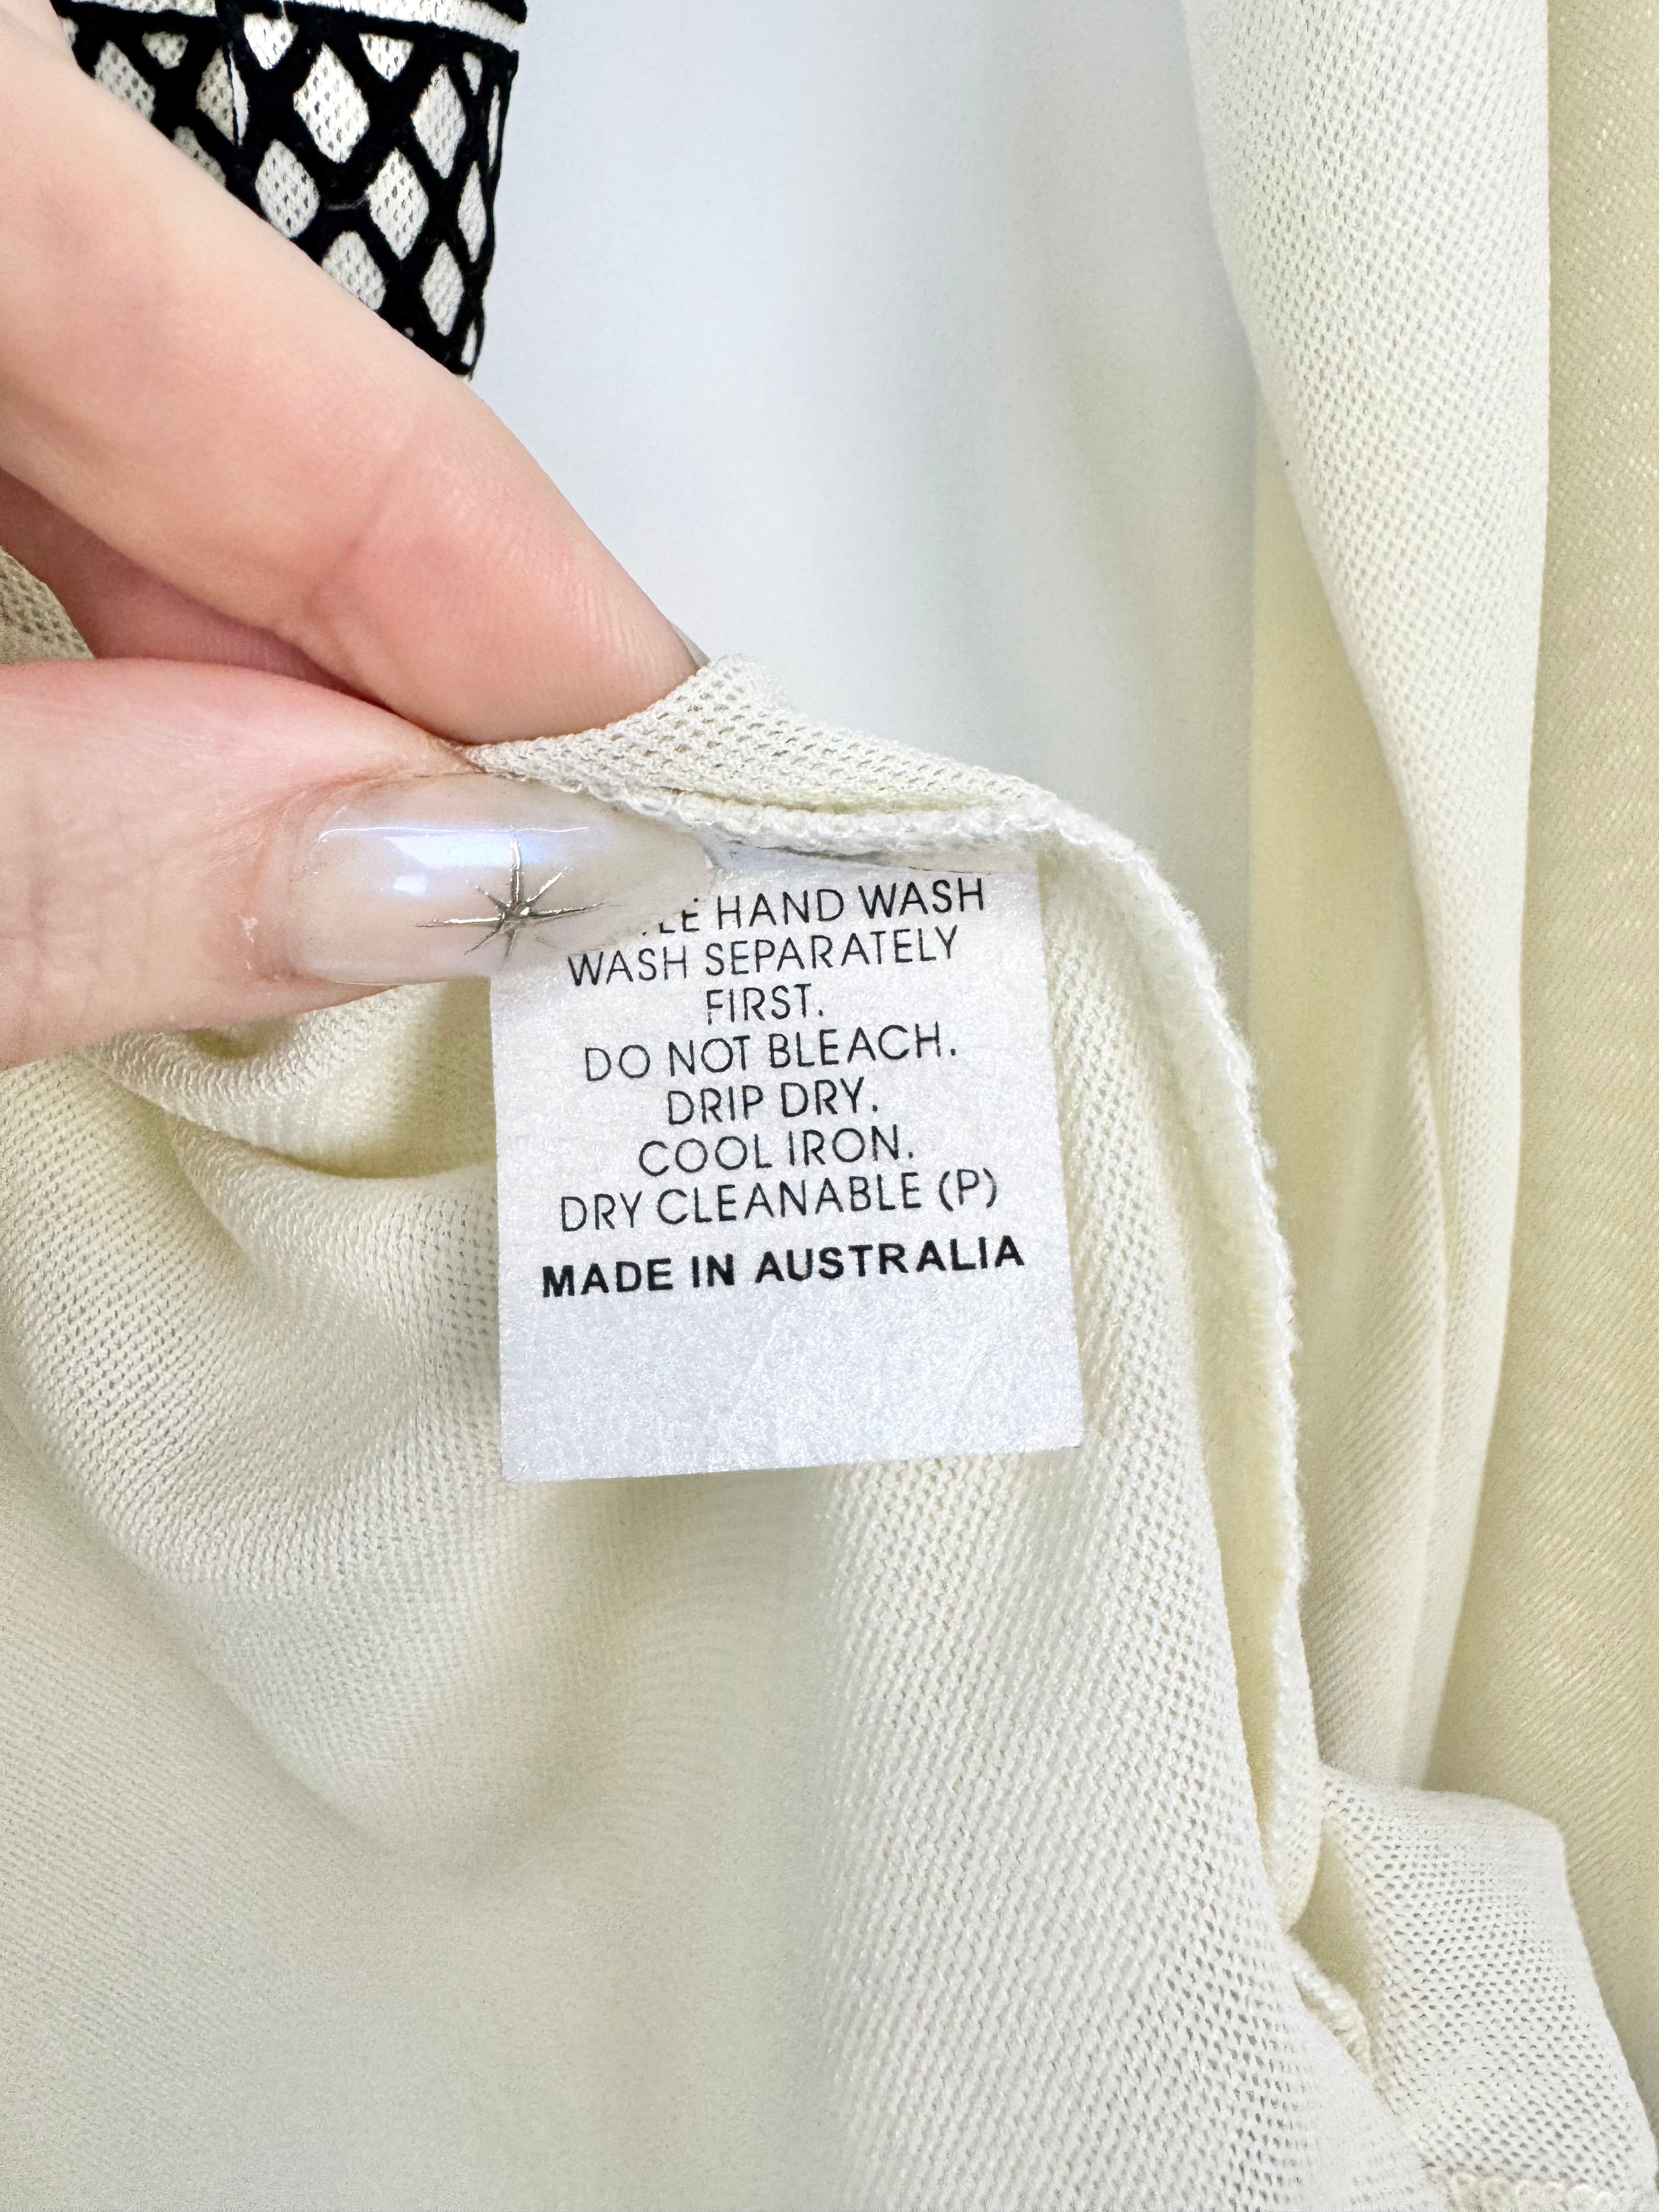 HAND WASH
WASH SEPARATELY
FIRST.
DO NOT BLEACH.
DRIP DRY.
COOL IRON.
DRY CLEANABLE (P)
MADE IN AUSTRALIA